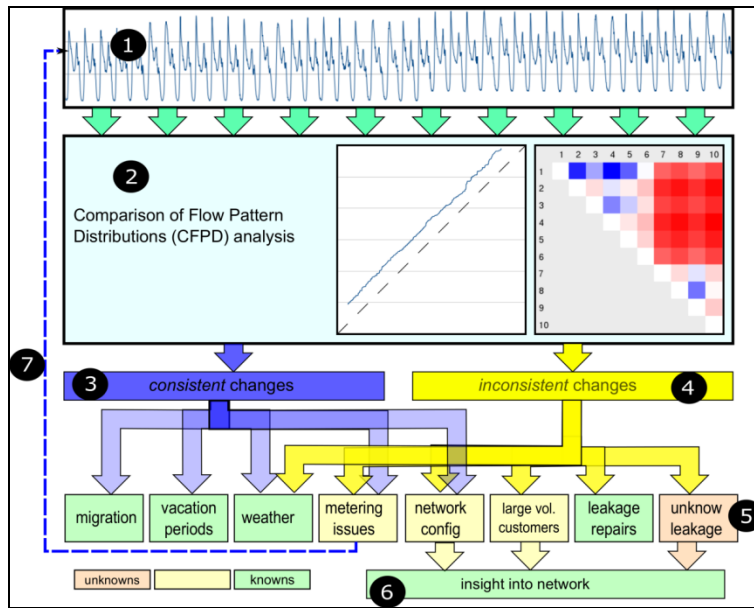 1
2
Comparison of Flow Pattern
Distributions (CFPD) analysis
1 2 3 4 5 6 7 8 9 10
1
2
3
4
5
6
7
8
9
10
7
3
consistent changes
inconsistent changes
4
migration
vacation
periods
weather
metering
issues
network
config
large vol.
customers
leakage
repairs
unknow
leakage
5
unknowns
knowns
6
insight into network